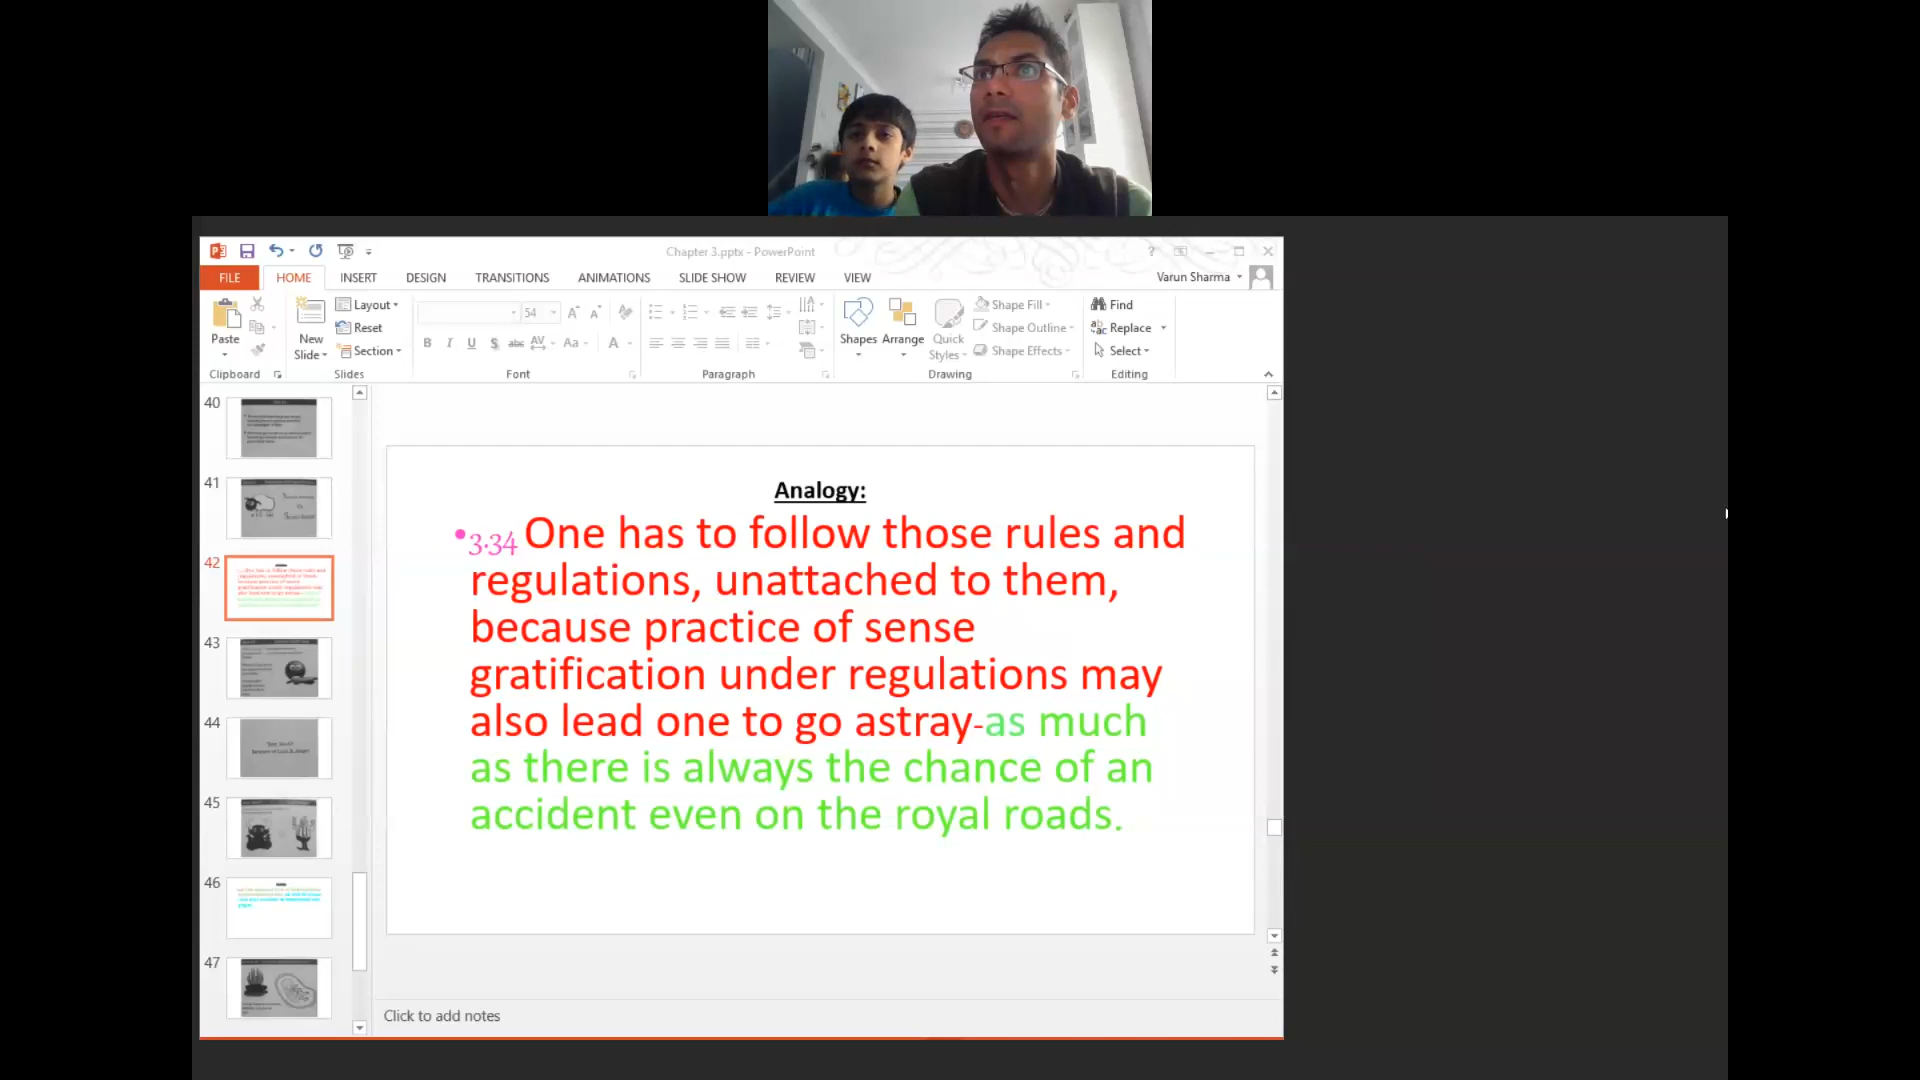 Chapter 3.pptx - PowerPoint
?
FILE HOME INSERT DESIGN TRANSITIONS ANIMATIONS SLIDE SHOW REVIEW VIEW Varun Sharma
Paste
New
Slide
Layout
Reset
Section
54
B I U S abc AV Aa A
Shapes
Arrange
Quick
Styles
Shape Fill
Shape Outline
Shape Effects
Find
Replace
Select
Clipboard Slides Font Paragraph Drawing Editing
40
41
42
43
44
45
46
47
Analogy:
•3.34 One has to follow those rules and
regulations, unattached to them,
because practice of sense
gratification under regulations may
also lead one to go astray-as much
as there is always the chance of an
accident even on the royal roads.
Click to add notes